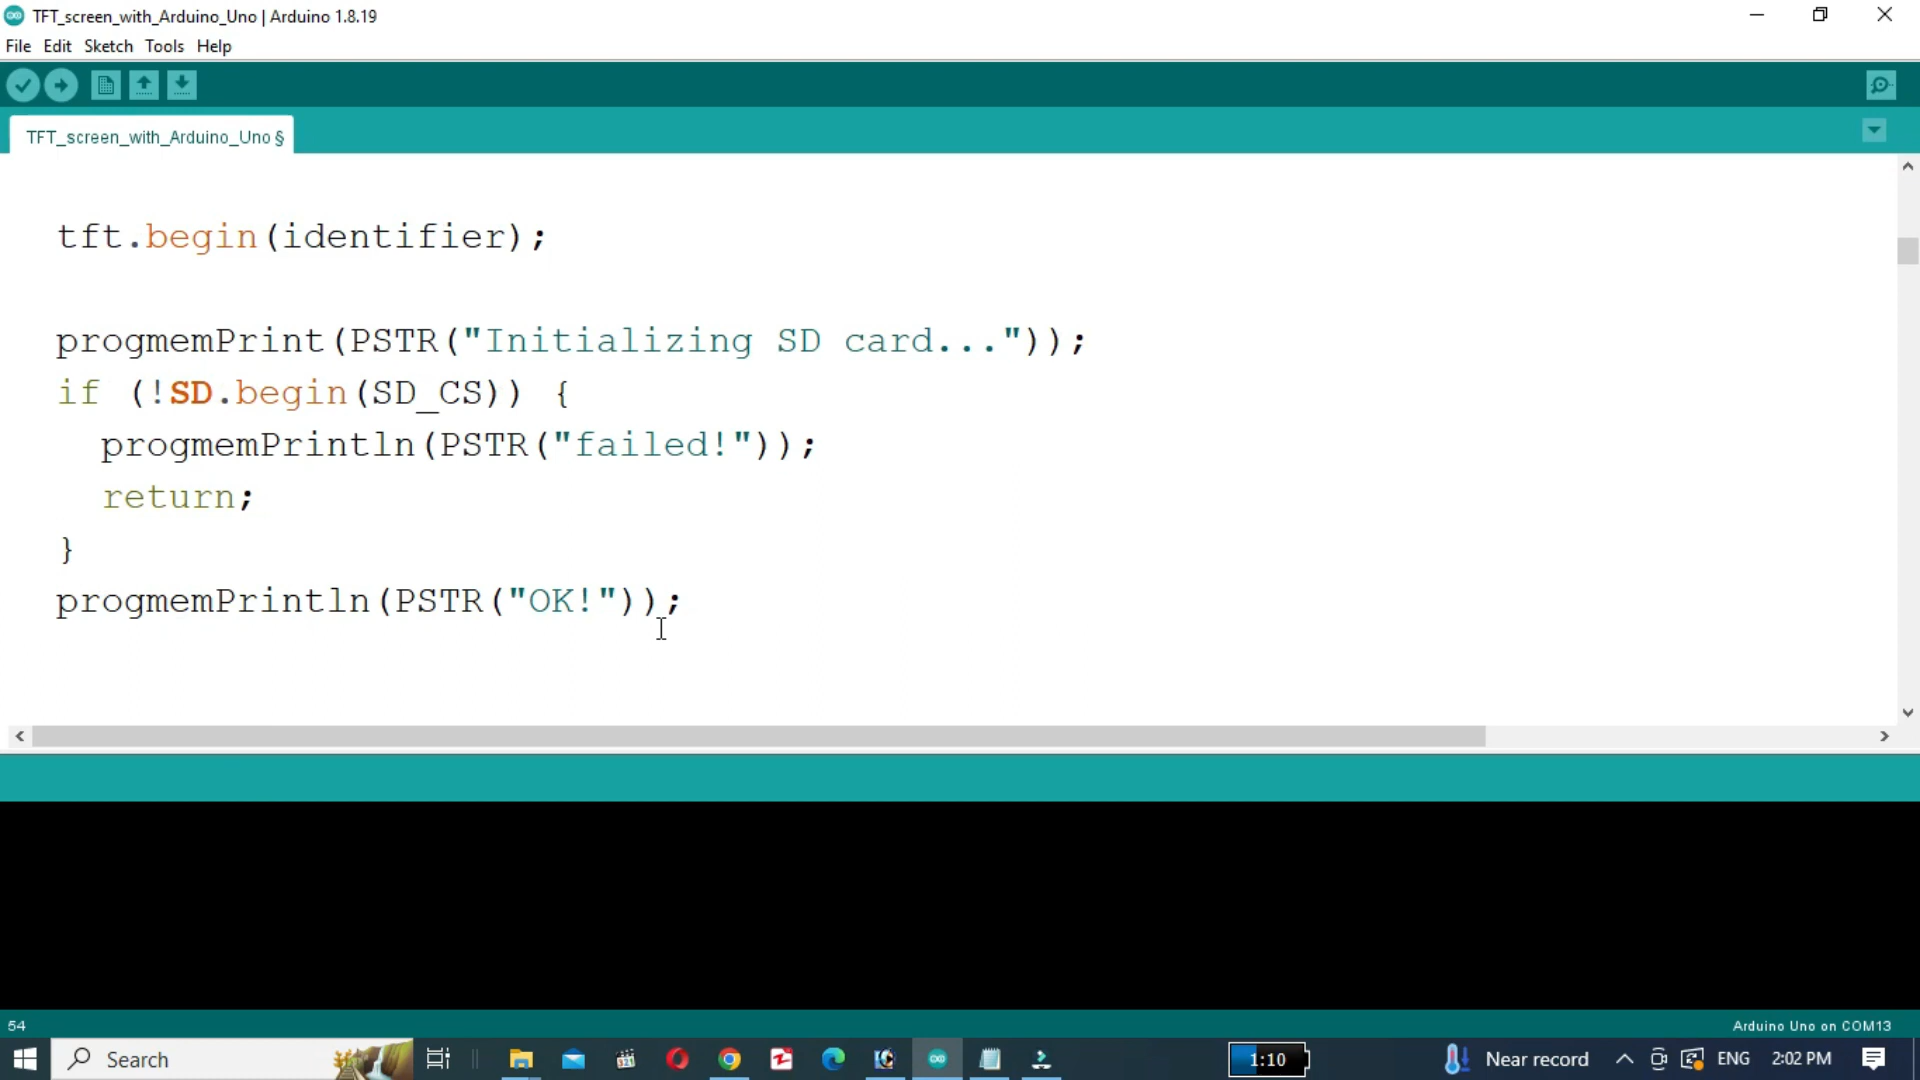 TFT_screen_with_Arduino_Uno | Arduino 1.8.19
File Edit Sketch Tools Help
TFT_screen_with_Arduino_Uno §
tft.begin(identifier);
progmemPrint(PSTR("Initializing SD card..."));
if (!SD.begin(SD_CS)) {
progmemPrintln(PSTR("failed!"));
return;
}
progmemPrintln(PSTR("OK!"));
54
Arduino Uno on COM13
Search
1:10
Near record
ENG
2:02 PM